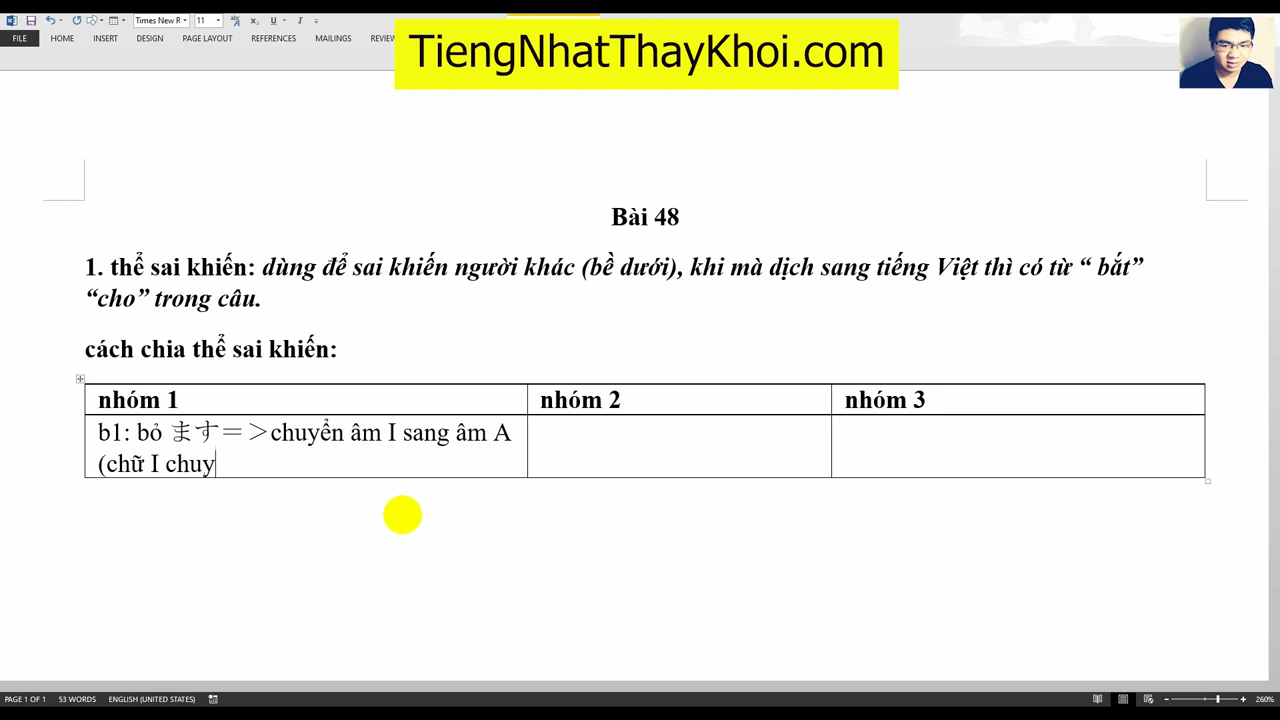 Times New R
11
FILE
HOME
INSERT
DESIGN
PAGE LAYOUT
REFERENCES
MAILINGS
TiengNhatThayKhoi.com
Bài 48
1. thể sai khiến: dùng để sai khiến người khác (bề dưới), khi mà dịch sang tiếng Việt thì có từ “ bắt”
“cho” trong câu.
cách chia thể sai khiến:
nhóm 1
nhóm 2
nhóm 3
b1: bỏ ます＝＞chuyển âm I sang âm A
(chữ I chuy
PAGE 1 OF 1
53 WORDS
ENGLISH (UNITED STATES)
260%